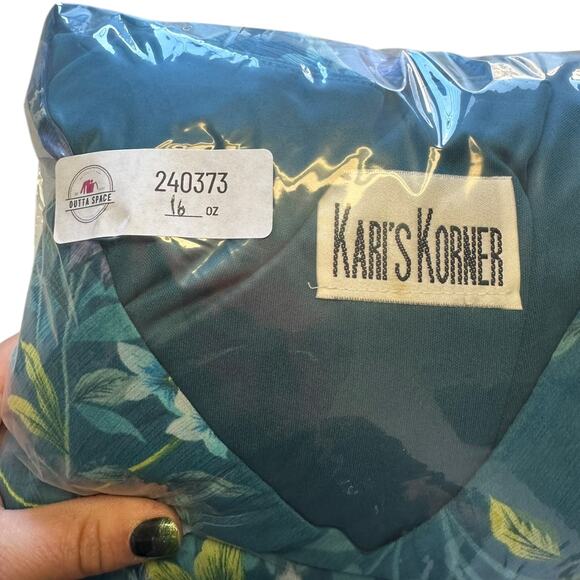 OUTTA SPACE
240373
16 OZ
KARI'S KORNER